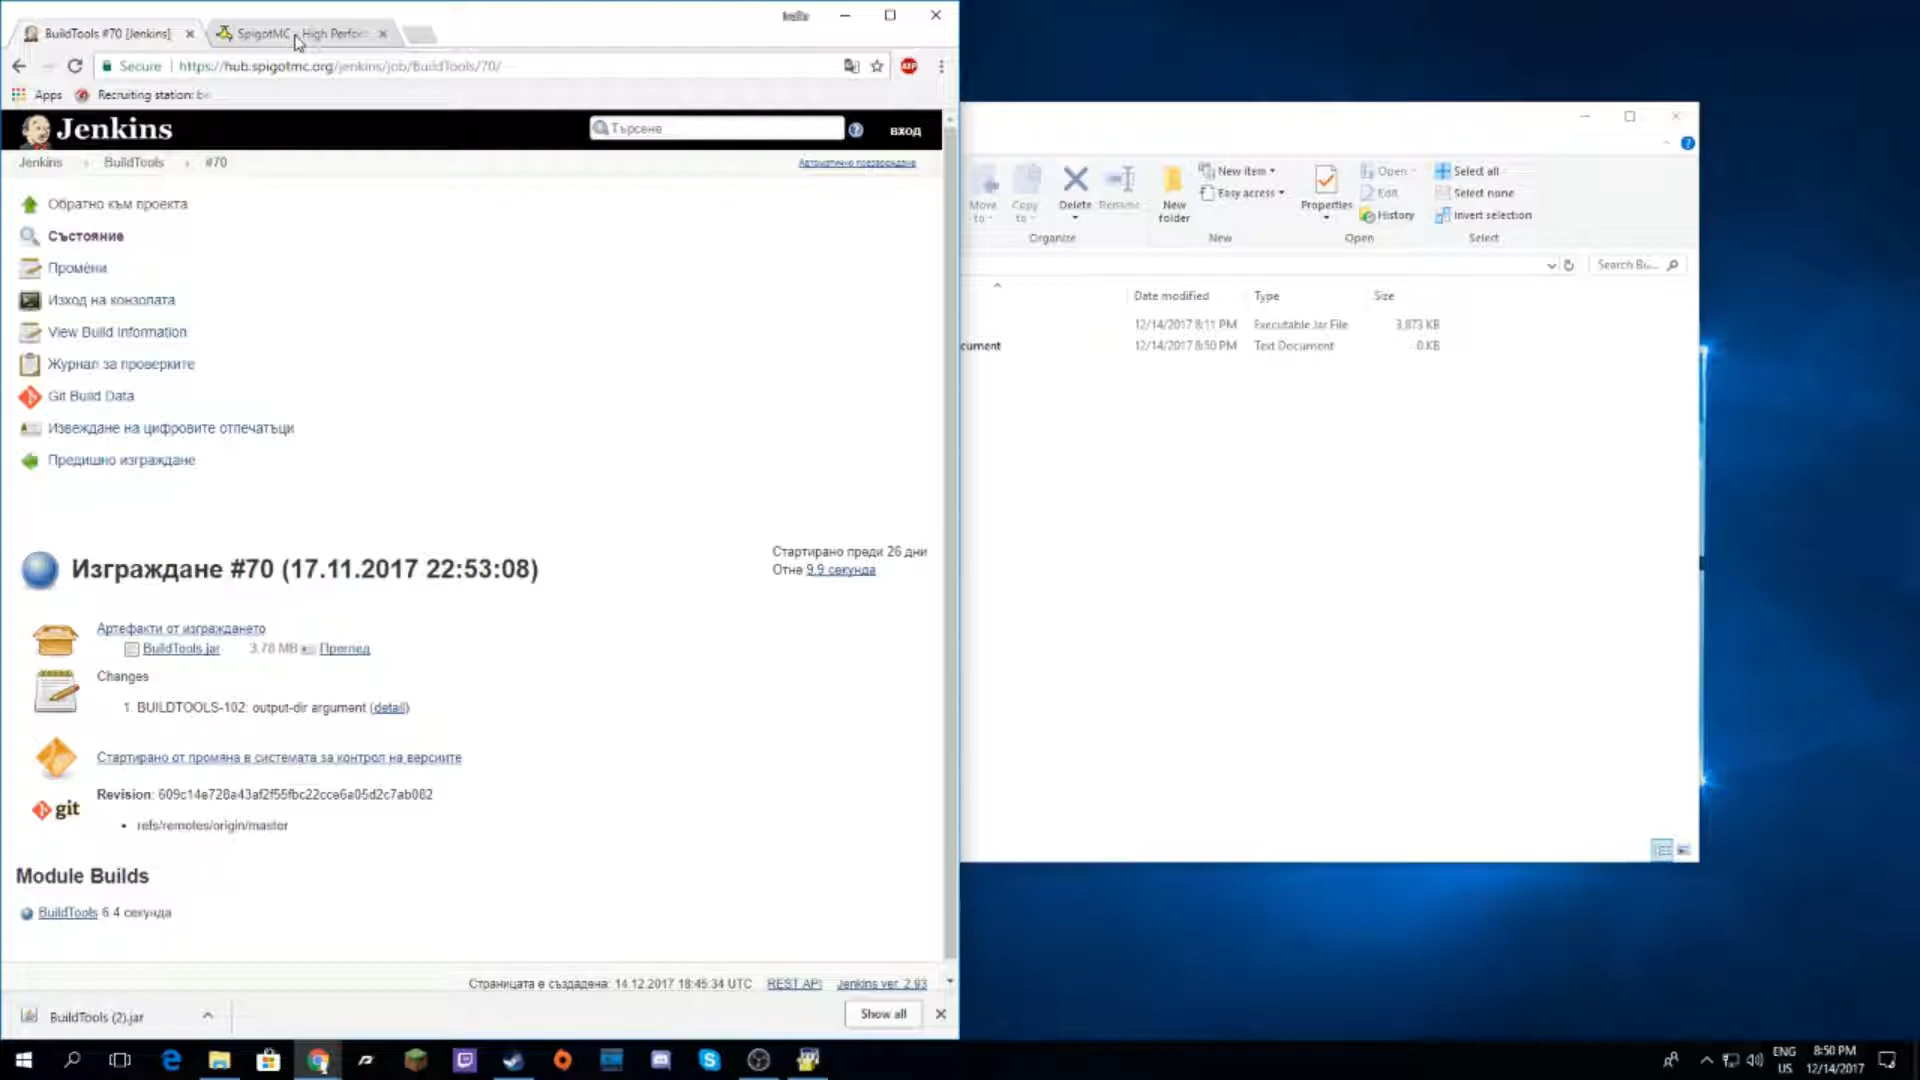 BuildTools #70 [Jenkins]
SpigotMC - High Perfor
Secure
https://hub.spigotmc.org/jenkins/job/BuildTools/70/
ABP
Apps
Recruiting station: be
Jenkins
Търсене
вход
Jenkins
BuildTools
#70
Автоматично презареждане
Обратно към проекта
Състояние
Промени
Изход на конзолата
View Build Information
Журнал за проверките
Git Build Data
Извеждане на цифровите отпечатъци
Предишно изграждане
Изграждане #70 (17.11.2017 22:53:08)
Стартирано преди 26 дни
Отне 9.9 секунда
Артефакти от изграждането
BuildTools.jar 3.78 MB Преглед
Changes
1. BUILDTOOLS-102: output-dir argument (detail)
Стартирано от промяна в системата за контрол на версиите
git
Revision: 609c14e728a43af2f55fbc22cce6a05d2c7ab082
refs/remotes/origin/master
Module Builds
BuildTools 6.4 секунда
Страницата е създадена: 14.12.2017 18:45:34 UTC REST API Jenkins ver. 2.93
BuildTools (2).jar
Show all
Move to
Copy to
Delete
Rename
New folder
New item
Easy access
Properties
Open
Edit
History
Select all
Select none
Invert selection
Organize
New
Open
Select
Search Bu...
Date modified
Type
Size
12/14/2017 8:11 PM Executable Jar File 3,873 KB
cument 12/14/2017 8:50 PM Text Document 0 KB
ENG
US
8:50 PM
12/14/2017